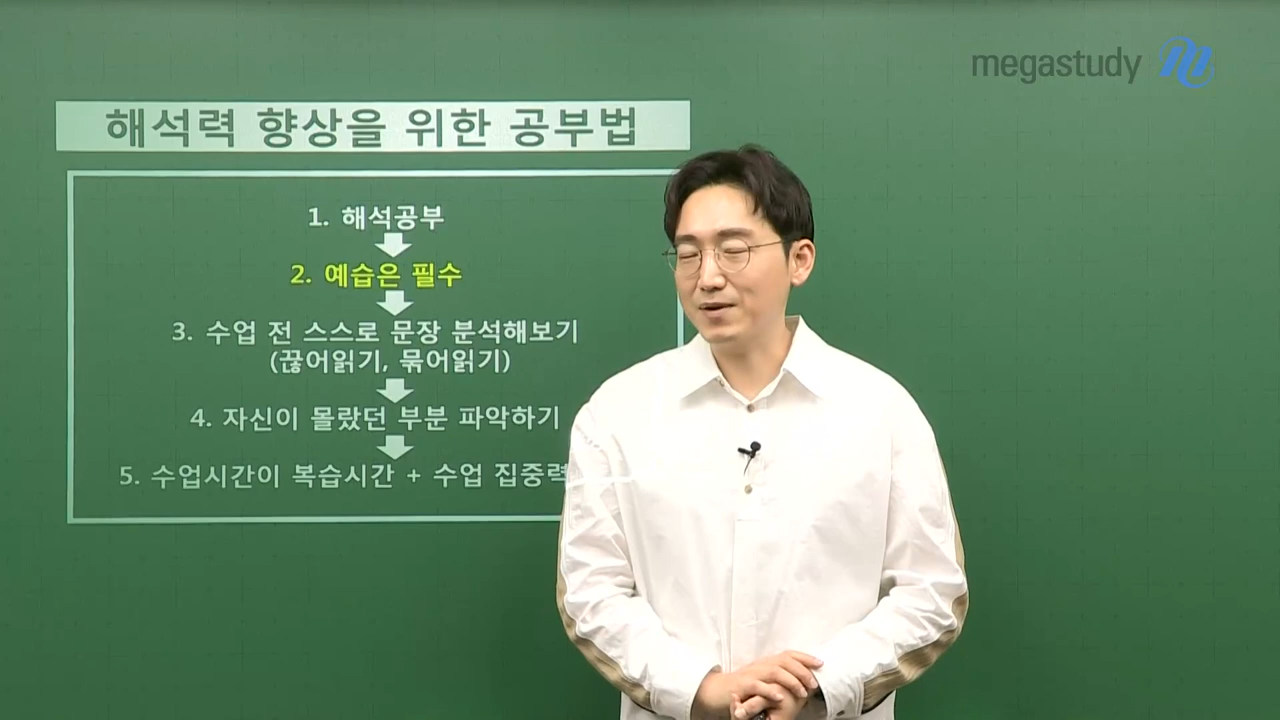 megastudy
해석력 향상을 위한 공부법
1. 해석공부
2. 예습은 필수
3. 수업 전 스스로 문장 분석해보기
(끊어읽기, 묶어읽기)
4. 자신이 몰랐던 부분 파악하기
5. 수업시간이 복습시간 + 수업 집중력